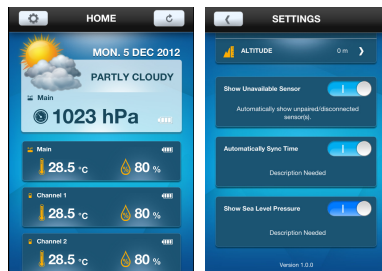 HOME
MON. 5 DEC 2012
PARTLY CLOUDY
Main
1023 hPa
Main
28.5 °C
80 %
Channel 1
28.5 °C
80 %
Channel 2
28.5 °C
80 %
SETTINGS
ALTITUDE 0 m
Show Unavailable Sensor
Automatically show unpaired/disconnected
sensor(s).
Automatically Sync Time
Description Needed
Show Sea Level Pressure
Description Needed
Version 1.0.0